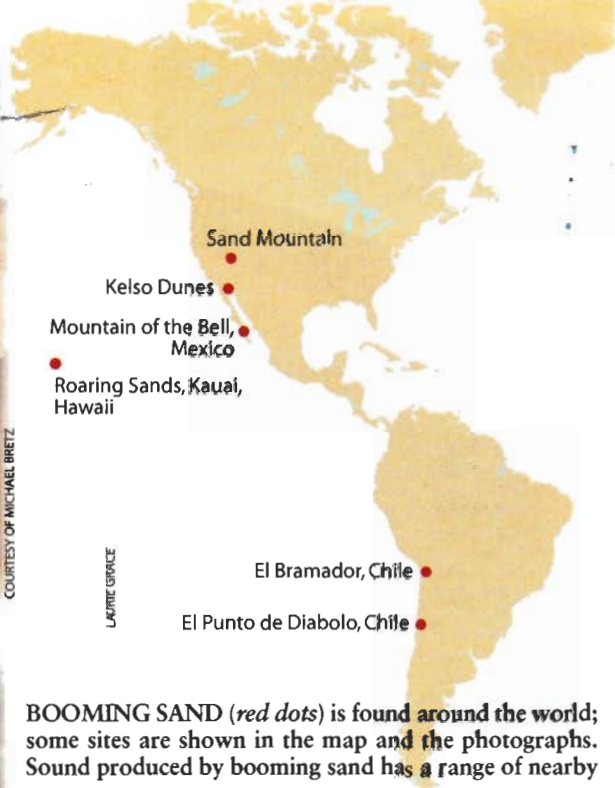 Sand Mountain
Kelso Dunes
Mountain of the Bell,
Mexico
Roaring Sands, Kauai,
Hawaii
COURTESY OF MICHAEL BRETZ
LAURIE GRACE
El Bramador, Chile
El Punto de Diabolo, Chile
BOOMING SAND (red dots) is found around the world;
some sites are shown in the map and the photographs.
Sound produced by booming sand has a range of nearby